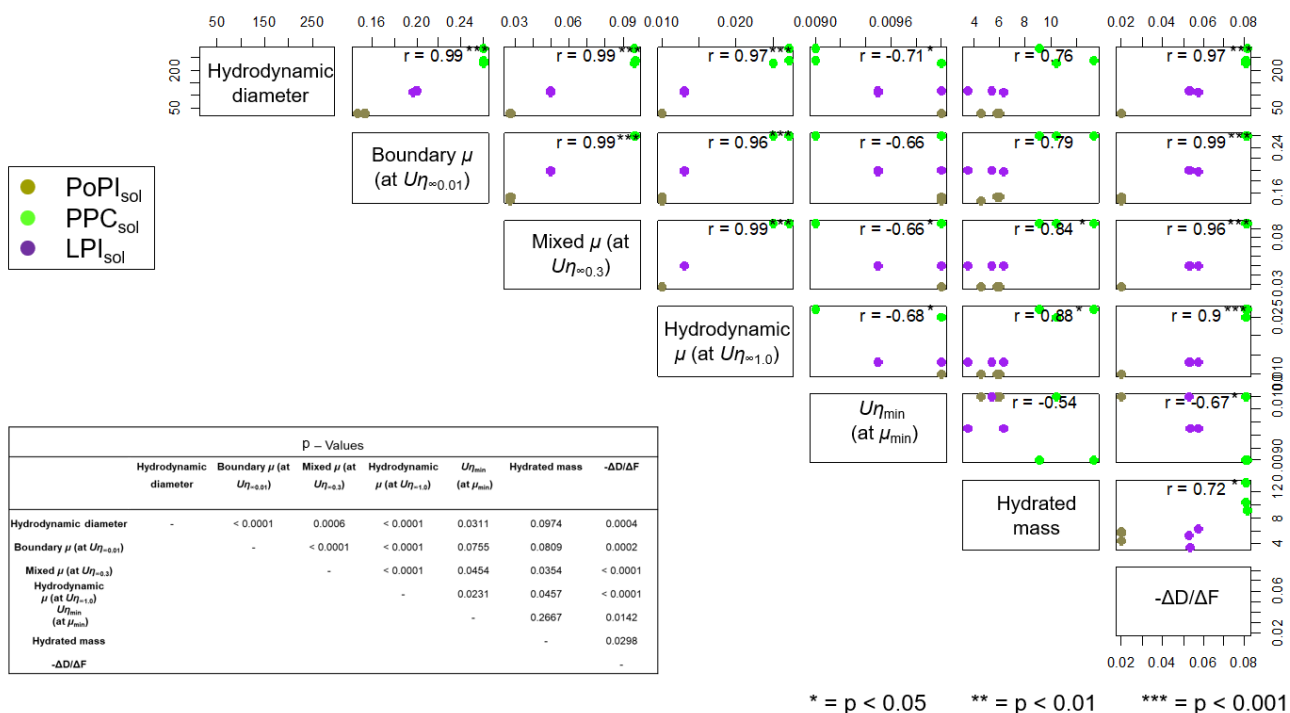 50 150 250 0.16 0.20 0.24 0.03 0.06 0.09 0.010 0.020 0.0090 0.0096 4 6 8 10 0.02 0.04 0.06 0.08
Hydrodynamic
diameter
50 200
r = 0.99 ***
r = 0.99 ***
r = 0.97 ***
r = -0.71 *
r = 0.76
r = 0.97 ***
50 200
Boundary μ
(at Uη∞0.01)
r = 0.99 ***
r = 0.96 ***
r = -0.66
r = 0.79
r = 0.99 ***
0.16 0.24
PoPIsol
PPCsol
LPIsol
Mixed μ (at
Uη∞0.3)
r = 0.99 ***
r = -0.66 *
r = 0.84 *
r = 0.96 ***
0.03 0.08
Hydrodynamic
μ (at Uη∞1.0)
r = -0.68 *
r = 0.88 *
r = 0.9 ***
0.010 0.025
Uηmin
(at μmin)
r = -0.54
r = -0.67 *
0.0090 0.010
Hydrated
mass
r = 0.72 *
4 8 12
-ΔD/ΔF
0.02 0.06
0.02 0.04 0.06 0.08
p – Values
Hydrodynamic diameter Boundary μ (at Uη∞0.01) Mixed μ (at Uη∞0.3) Hydrodynamic μ (at Uη∞1.0) Uηmin (at μmin) Hydrated mass -ΔD/ΔF
Hydrodynamic diameter - < 0.0001 0.0006 < 0.0001 0.0311 0.0974 0.0004
Boundary μ (at Uη∞0.01) - < 0.0001 < 0.0001 0.0755 0.0809 0.0002
Mixed μ (at Uη∞0.3) - < 0.0001 0.0454 0.0354 < 0.0001
Hydrodynamic
μ (at Uη∞1.0) - 0.0231 0.0457 < 0.0001
Uηmin
(at μmin) - 0.2667 0.0142
Hydrated mass - 0.0298
-ΔD/ΔF -
* = p < 0.05 ** = p < 0.01 *** = p < 0.001